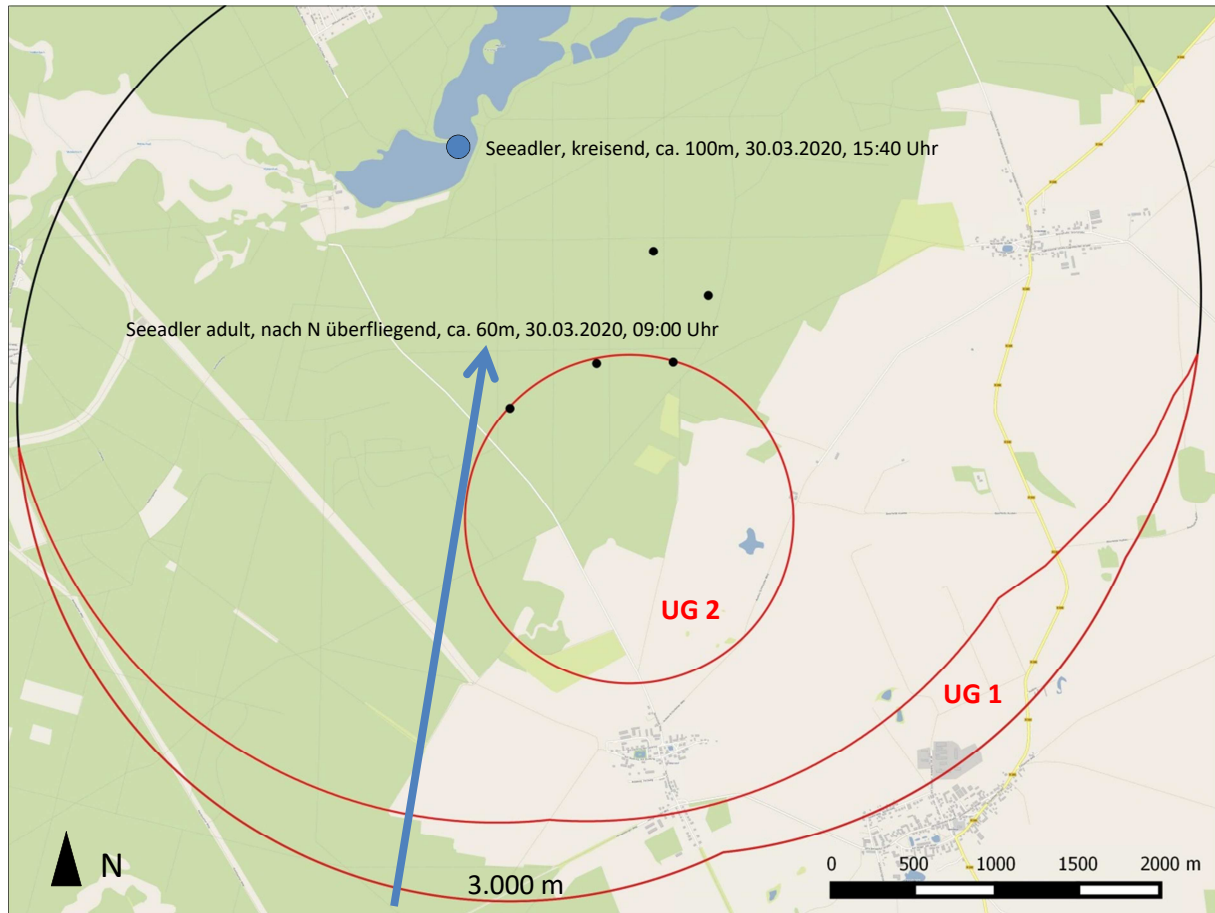 Seeadler, kreisend, ca. 100m, 30.03.2020, 15:40 Uhr
Seeadler adult, nach N überfliegend, ca. 60m, 30.03.2020, 09:00 Uhr
UG 2
UG 1
N
3.000 m
0 500 1000 1500 2000 m